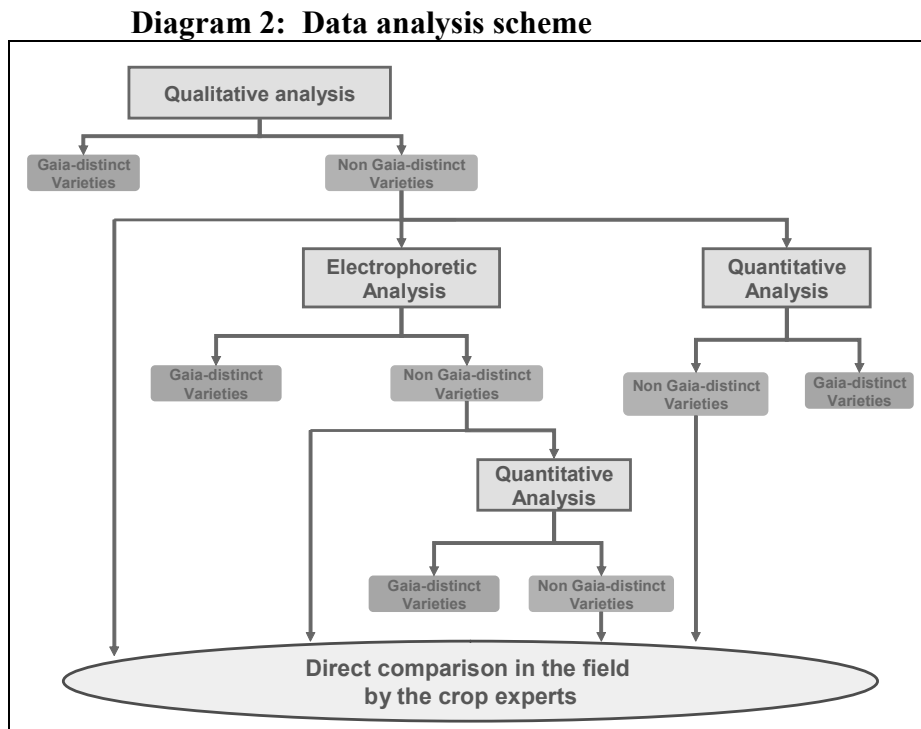 Diagram 2: Data analysis scheme
Qualitative analysis
Gaia-distinct
Varieties
Non Gaia-distinct
Varieties
Electrophoretic
Analysis
Quantitative
Analysis
Gaia-distinct
Varieties
Non Gaia-distinct
Varieties
Non Gaia-distinct
Varieties
Gaia-distinct
Varieties
Quantitative
Analysis
Gaia-distinct
Varieties
Non Gaia-distinct
Varieties
Direct comparison in the field
by the crop experts